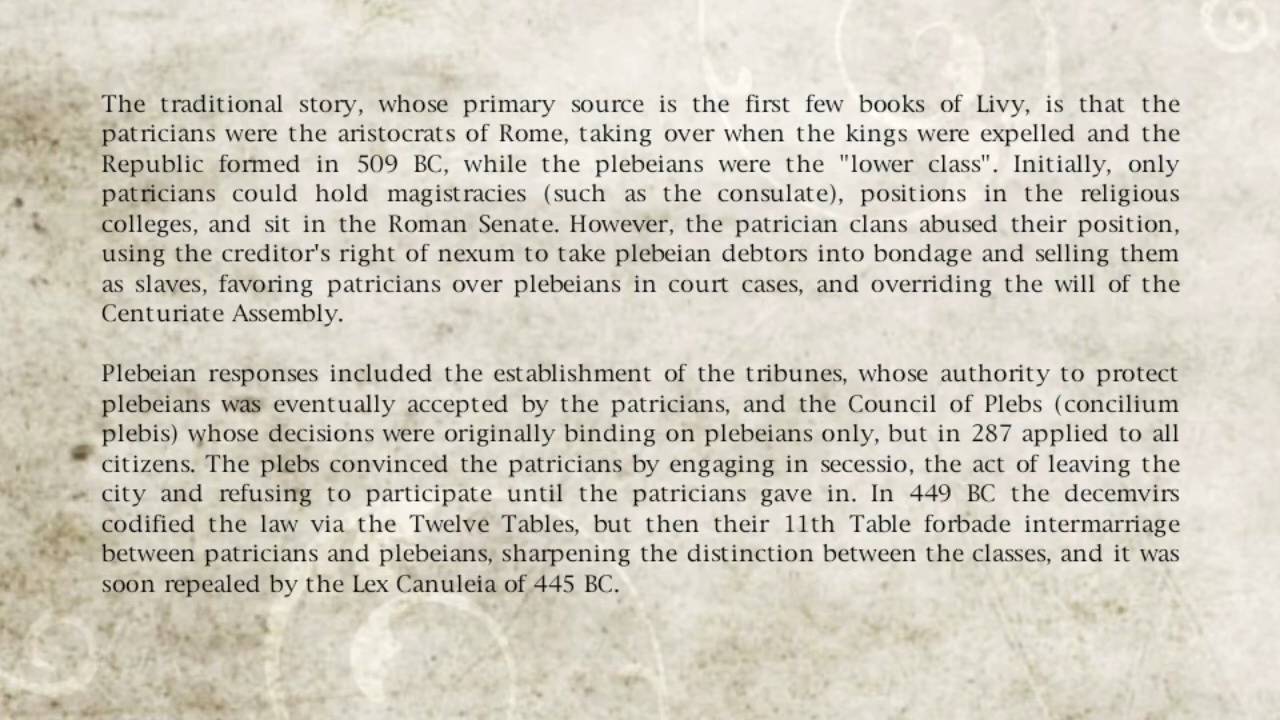 The traditional story, whose primary source is the first few books of Livy, is that the
patricians were the aristocrats of Rome, taking over when the kings were expelled and the
Republic formed in 509 BC, while the plebeians were the "lower class". Initially, only
patricians could hold magistracies (such as the consulate), positions in the religious
colleges, and sit in the Roman Senate. However, the patrician clans abused their position,
using the creditor's right of nexum to take plebeian debtors into bondage and selling them
as slaves, favoring patricians over plebeians in court cases, and overriding the will of the
Centuriate Assembly.
Plebeian responses included the establishment of the tribunes, whose authority to protect
plebeians was eventually accepted by the patricians, and the Council of Plebs (concilium
plebis) whose decisions were originally binding on plebeians only, but in 287 applied to all
citizens. The plebs convinced the patricians by engaging in secessio, the act of leaving the
city and refusing to participate until the patricians gave in. In 449 BC the decemvirs
codified the law via the Twelve Tables, but then their 11th Table forbade intermarriage
between patricians and plebeians, sharpening the distinction between the classes, and it was
soon repealed by the Lex Canuleia of 445 BC.